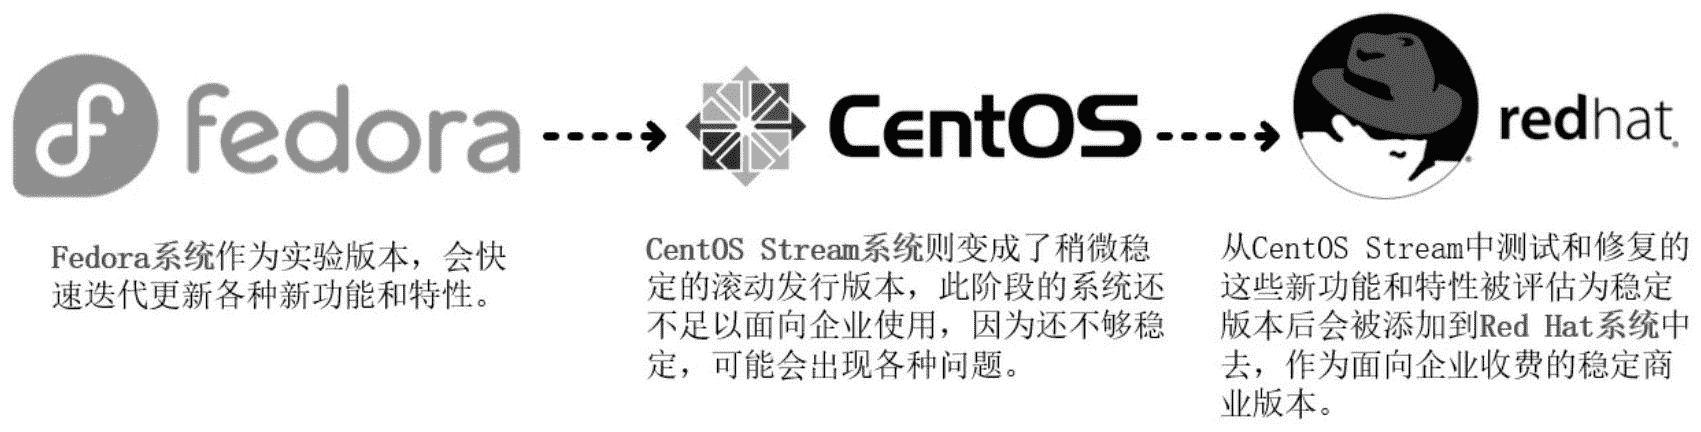 fedora
CentOS
redhat.
Fedora系统作为实验版本，会快
速迭代更新各种新功能和特性。
CentOS Stream系统则变成了稍微稳
定的滚动发行版本，此阶段的系统还
不足以面向企业使用，因为还不够稳
定，可能会出现各种问题。
从CentOS Stream中测试和修复的
这些新功能和特性被评估为稳定
版本后会被添加到Red Hat系统中
去，作为面向企业收费的稳定商
业版本。